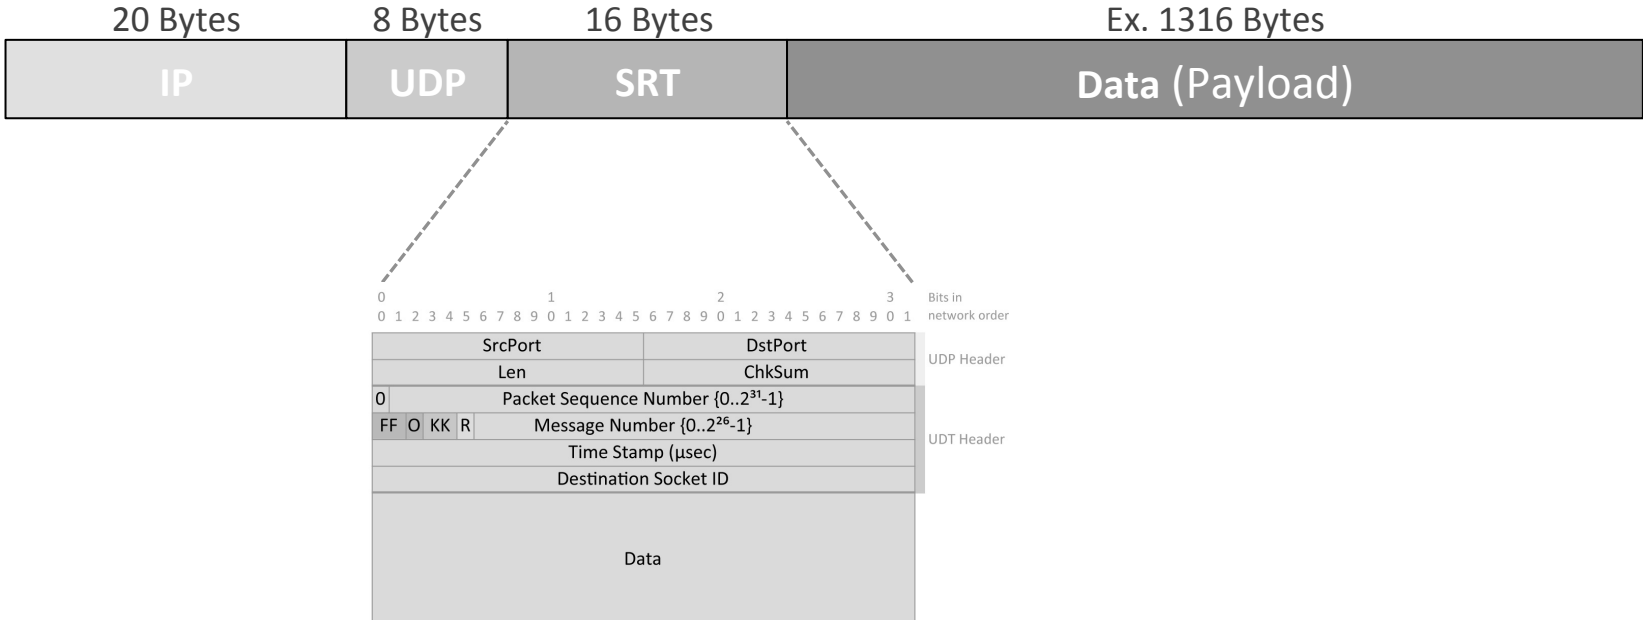 20 Bytes 8 Bytes 16 Bytes Ex. 1316 Bytes
IP UDP SRT Data (Payload)
0 1 2 3 Bits in
0 1 2 3 4 5 6 7 8 9 0 1 2 3 4 5 6 7 8 9 0 1 2 3 4 5 6 7 8 9 0 1 network order
SrcPort DstPort
UDP Header
Len ChkSum
0 Packet Sequence Number {0..2³¹-1}
FF O KK R Message Number {0..2²⁶-1}
UDT Header
Time Stamp (µsec)
Destination Socket ID
Data